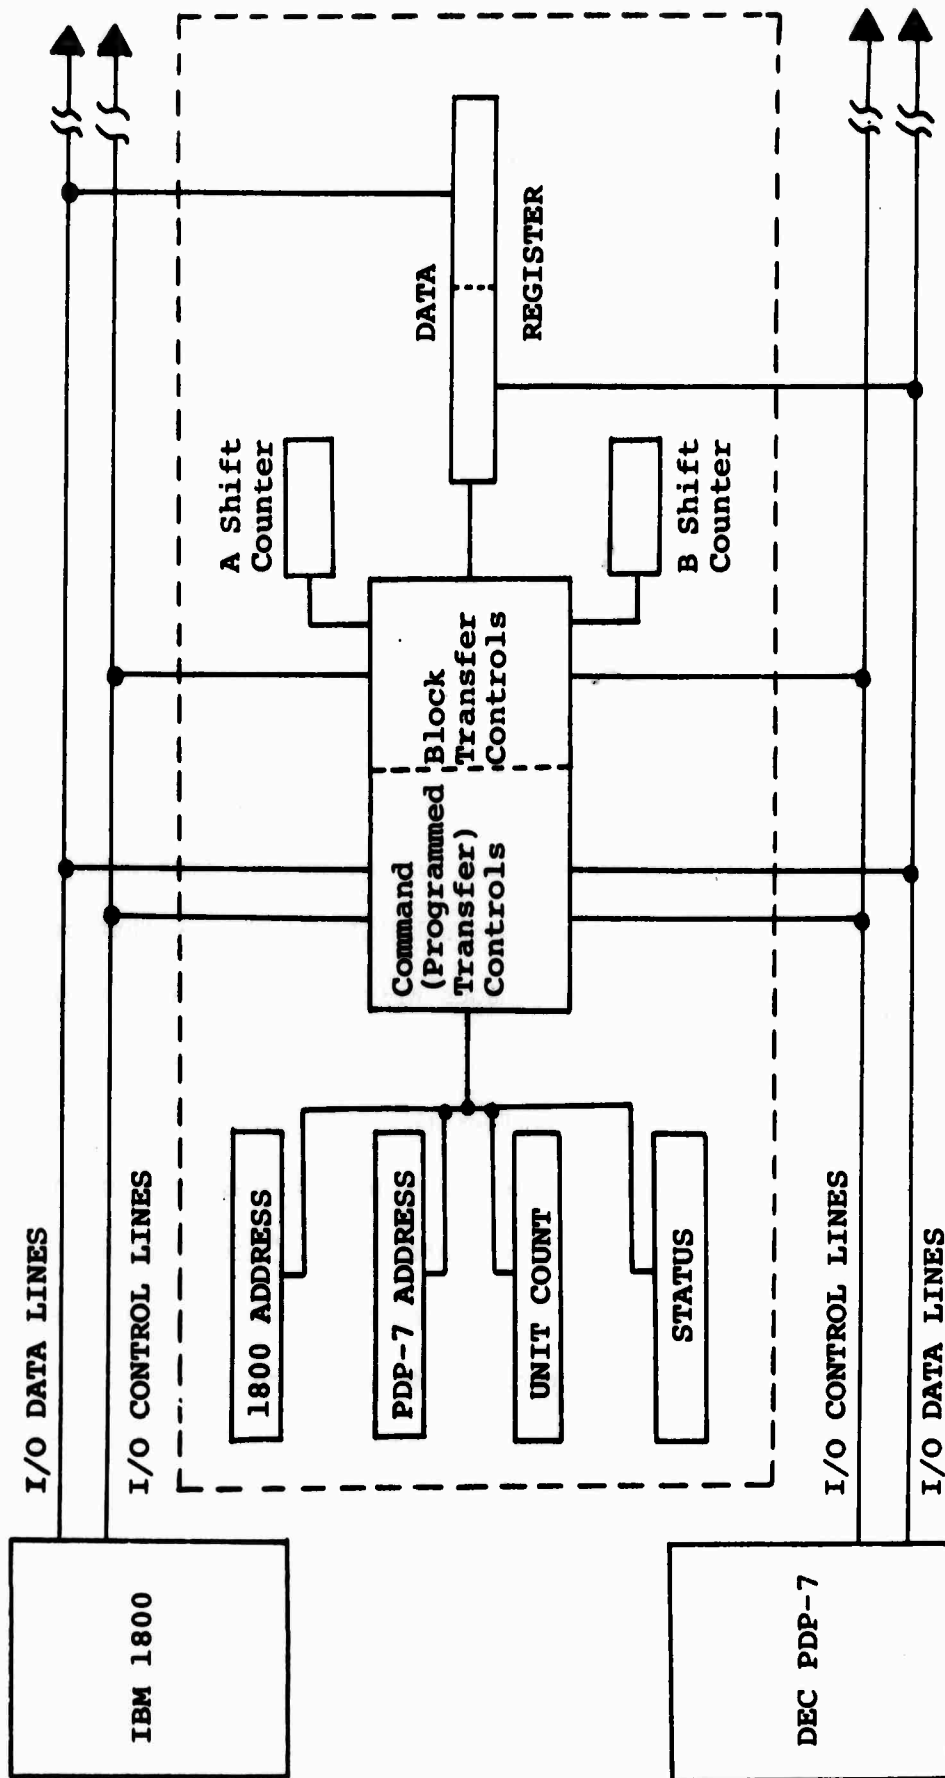 IBM 1800
I/O DATA LINES
I/O CONTROL LINES
1800 ADDRESS
PDP-7 ADDRESS
UNIT COUNT
STATUS
Command
(Programmed
Transfer)
Controls
Block
Transfer
Controls
A Shift
Counter
B Shift
Counter
DATA
REGISTER
DEC PDP-7
I/O CONTROL LINES
I/O DATA LINES